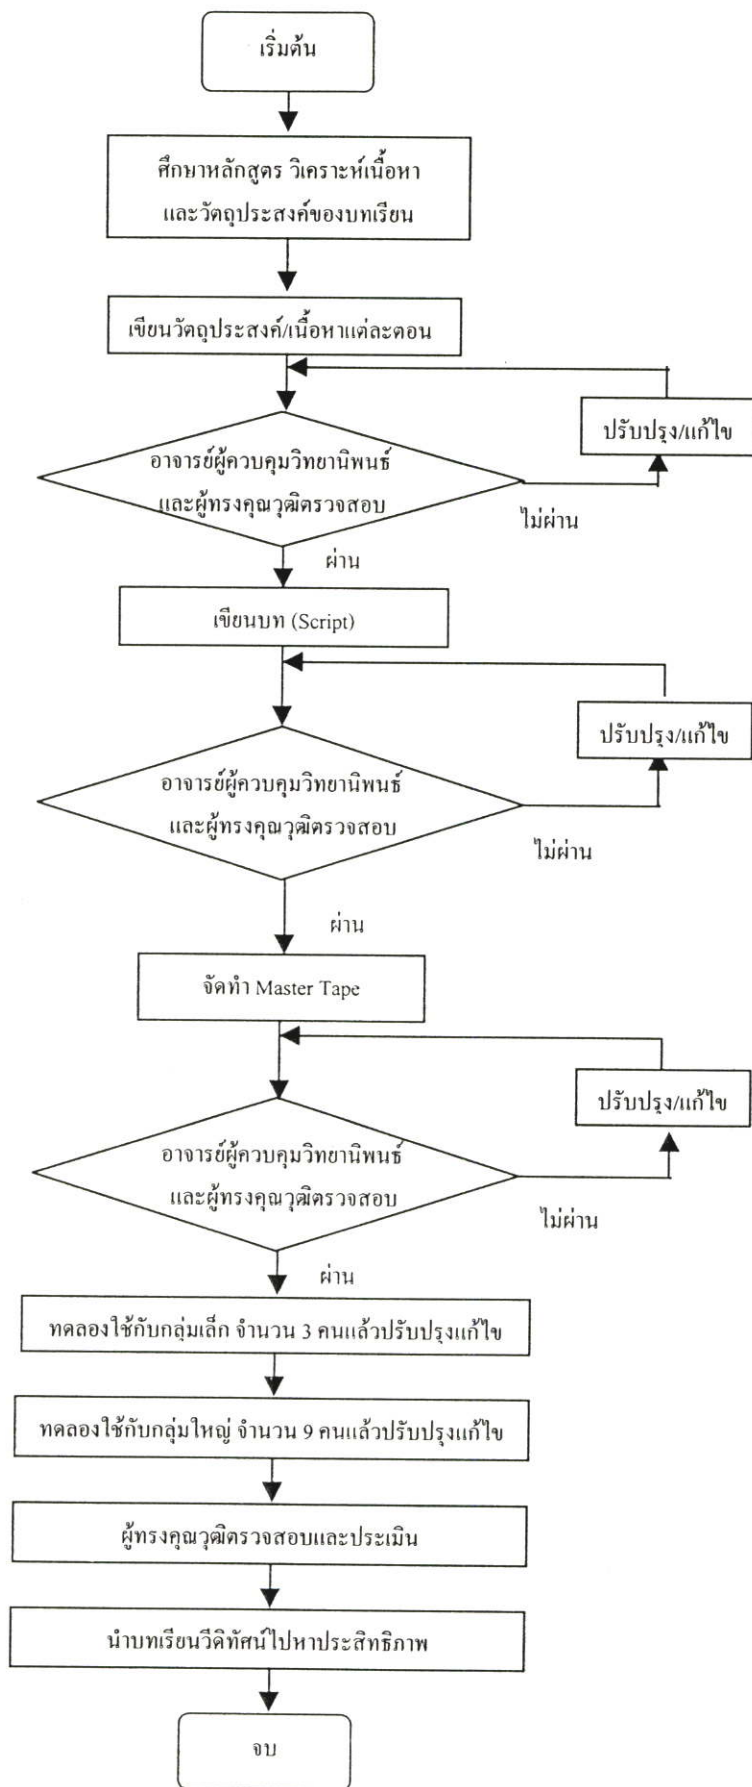 เริ่มต้น
ศึกษาหลักสูตร วิเคราะห์เนื้อหา
และวัตถุประสงค์ของบทเรียน
เขียนวัตถุประสงค์/เนื้อหาแต่ละตอน
ปรับปรุง/แก้ไข
อาจารย์ผู้ควบคุมวิทยานิพนธ์
และผู้ทรงคุณวุฒิตรวจสอบ
ไม่ผ่าน
ผ่าน
เขียนบท (Script)
ปรับปรุง/แก้ไข
อาจารย์ผู้ควบคุมวิทยานิพนธ์
และผู้ทรงคุณวุฒิตรวจสอบ
ไม่ผ่าน
ผ่าน
จัดทำ Master Tape
ปรับปรุง/แก้ไข
อาจารย์ผู้ควบคุมวิทยานิพนธ์
และผู้ทรงคุณวุฒิตรวจสอบ
ไม่ผ่าน
ผ่าน
ทดลองใช้กับกลุ่มเล็ก จำนวน 3 คนแล้วปรับปรุงแก้ไข
ทดลองใช้กับกลุ่มใหญ่ จำนวน 9 คนแล้วปรับปรุงแก้ไข
ผู้ทรงคุณวุฒิตรวจสอบและประเมิน
นำบทเรียนวีดิทัศน์ไปหาประสิทธิภาพ
จบ